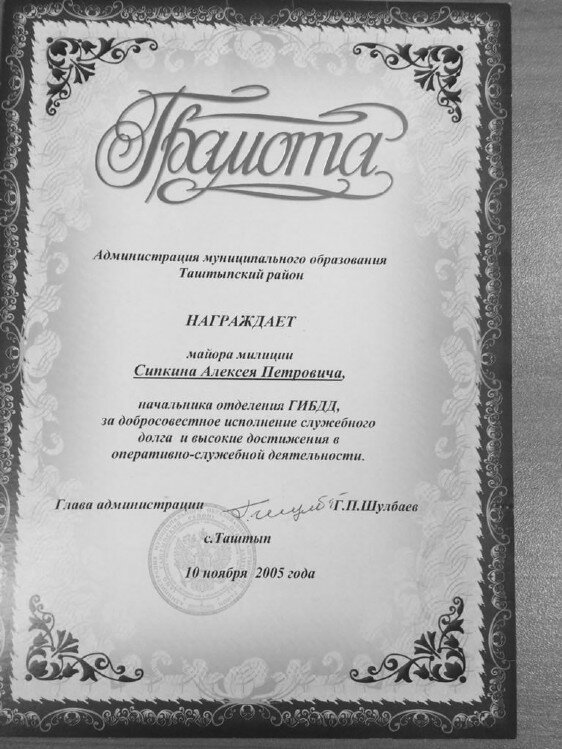 Грамота
Администрация муниципального образования
Таштыпский район
НАГРАЖДАЕТ
майора милиции
Сипкина Алексея Петровича,
начальника отделения ГИБДД,
за добросовестное исполнение служебного
долга и высокие достижения в
оперативно-служебной деятельности.
Глава администрации Г.П.Шулбаев
с.Таштып
10 ноября 2005 года